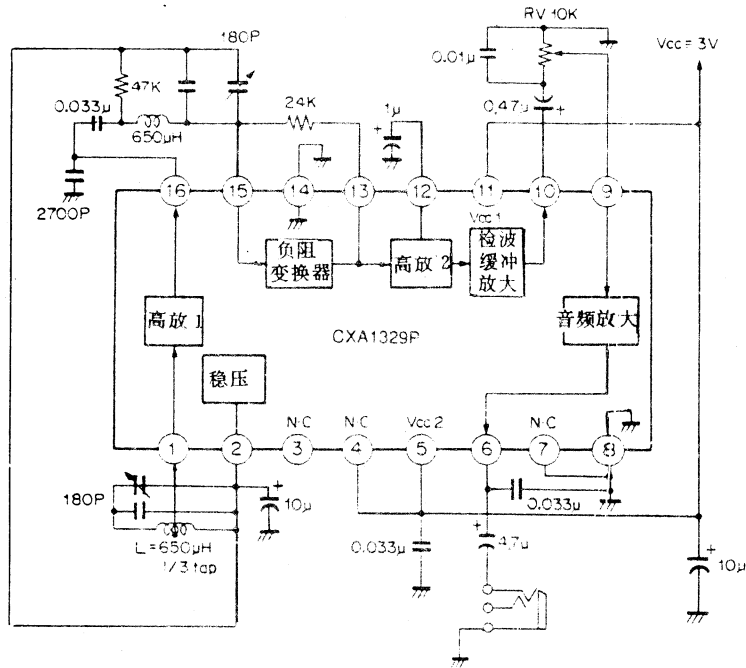 180P
RV 10K
Vcc = 3V
0.01μ
47K
0.033μ
24K
1μ
0,47μ
+
650μH
+
16
15
14
13
12
11
10
9
2700P
Vcc 1
负阻
变换器
高放 2
检波
缓冲
放大
高放 1
音频放大
CXA1329P
稳压
N·C
N·C
Vcc 2
N·C
1
2
3
4
5
6
7
8
180P
+
10μ
0.033μ
L=650μH
1/3 tap
0.033μ
+
4,7μ
+
10μ